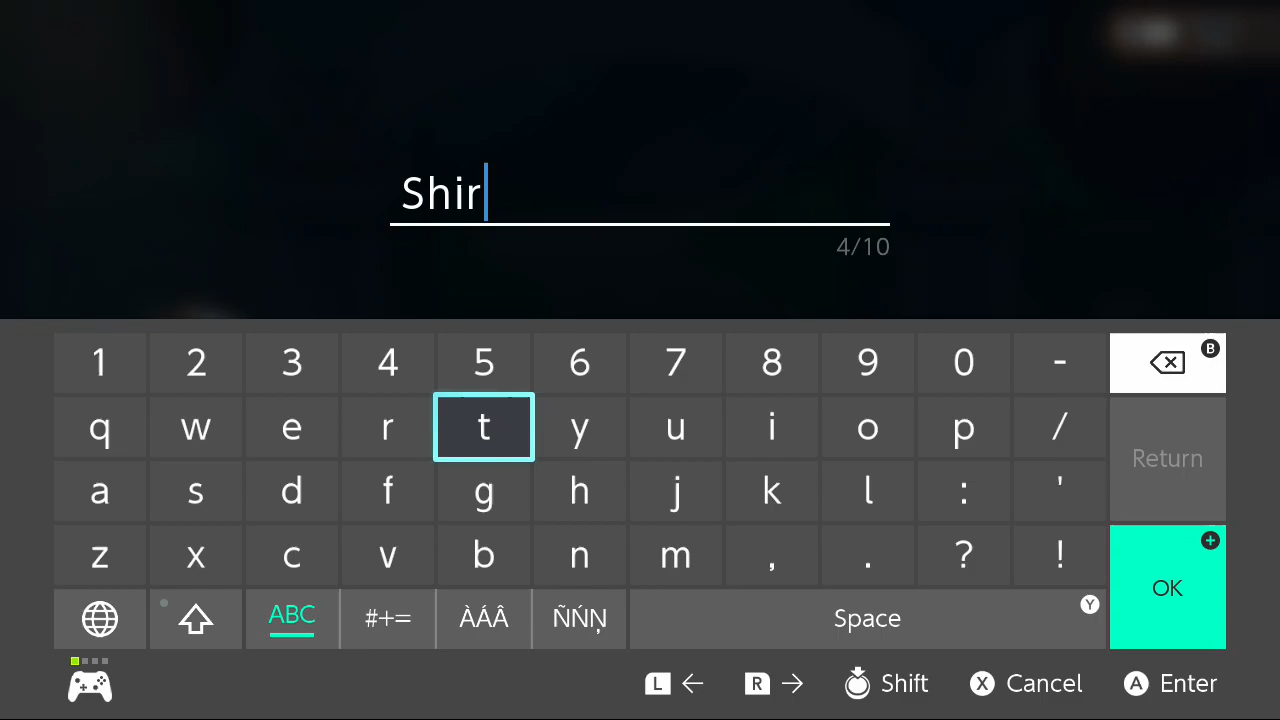 Shir
4/10
1 2 3 4 5 6 7 8 9 0 - B
q w e r t y u i o p / Return
a s d f g h j k l : '
z x c v b n m , . ? ! + OK
ABC #+= ÀÁÂ ÑŃŅ Space Y
L ← R → Shift X Cancel A Enter